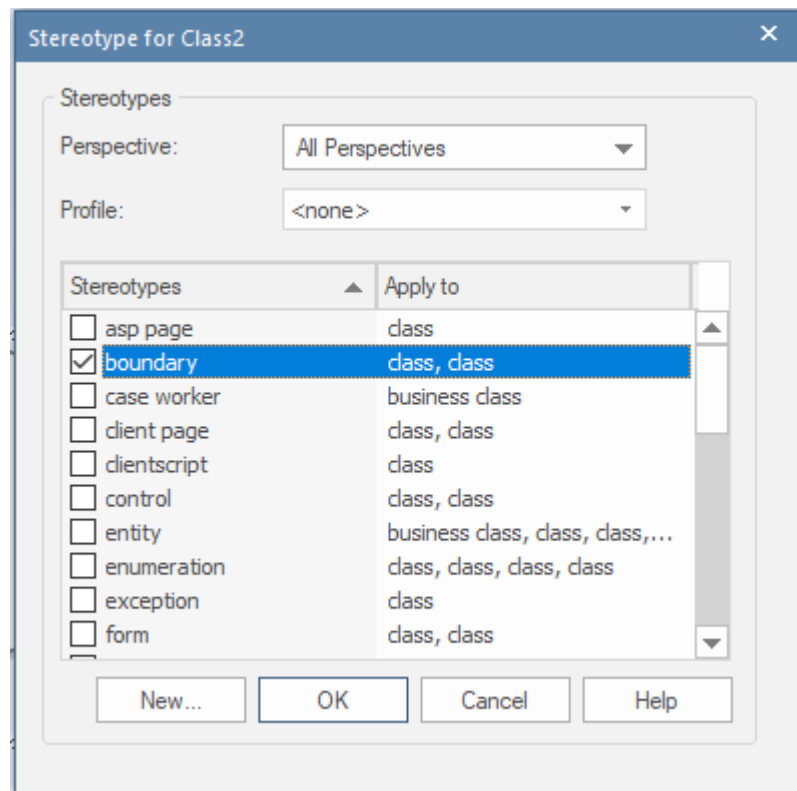 Stereotype for Class2
Stereotypes
Perspective: All Perspectives
Profile: <none>
Stereotypes Apply to
asp page class
boundary class, class
case worker business class
client page class, class
clientscript class
control class, class
entity business class, class, class,...
enumeration class, class, class, class
exception class
form class, class
New... OK Cancel Help